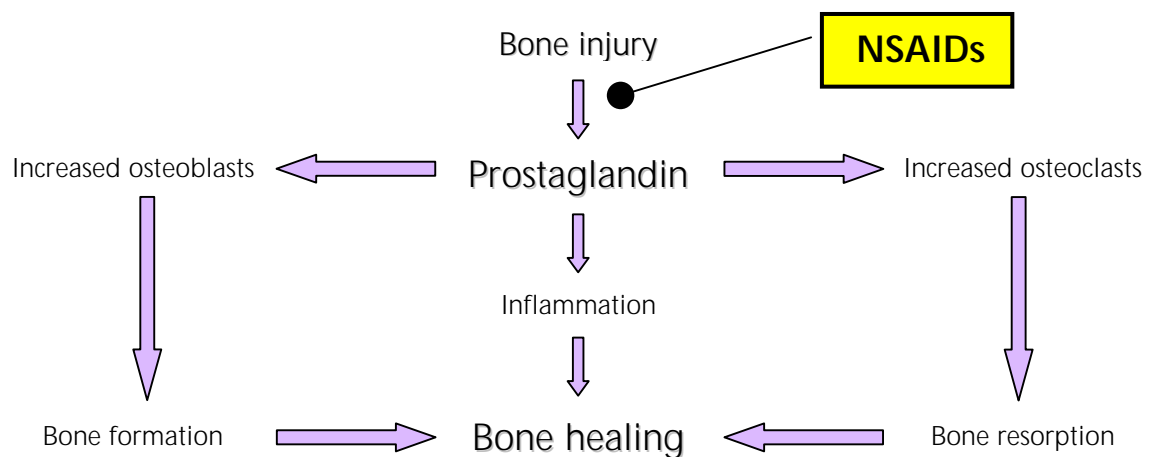 Bone injury
NSAIDs
Increased osteoblasts
Prostaglandin
Increased osteoclasts
Inflammation
Bone formation
Bone healing
Bone resorption